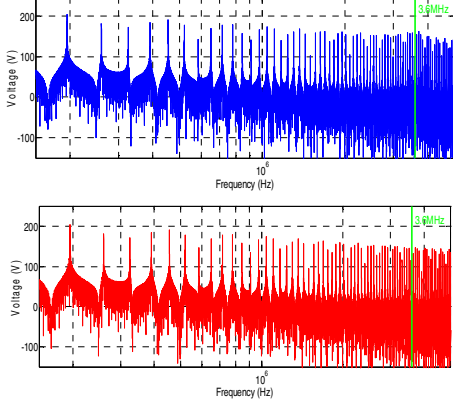 3.6MHz
200
100
0
-100
Voltage (V)
10^6
Frequency (Hz)
3.6MHz
200
100
0
-100
Voltage (V)
10^6
Frequency (Hz)